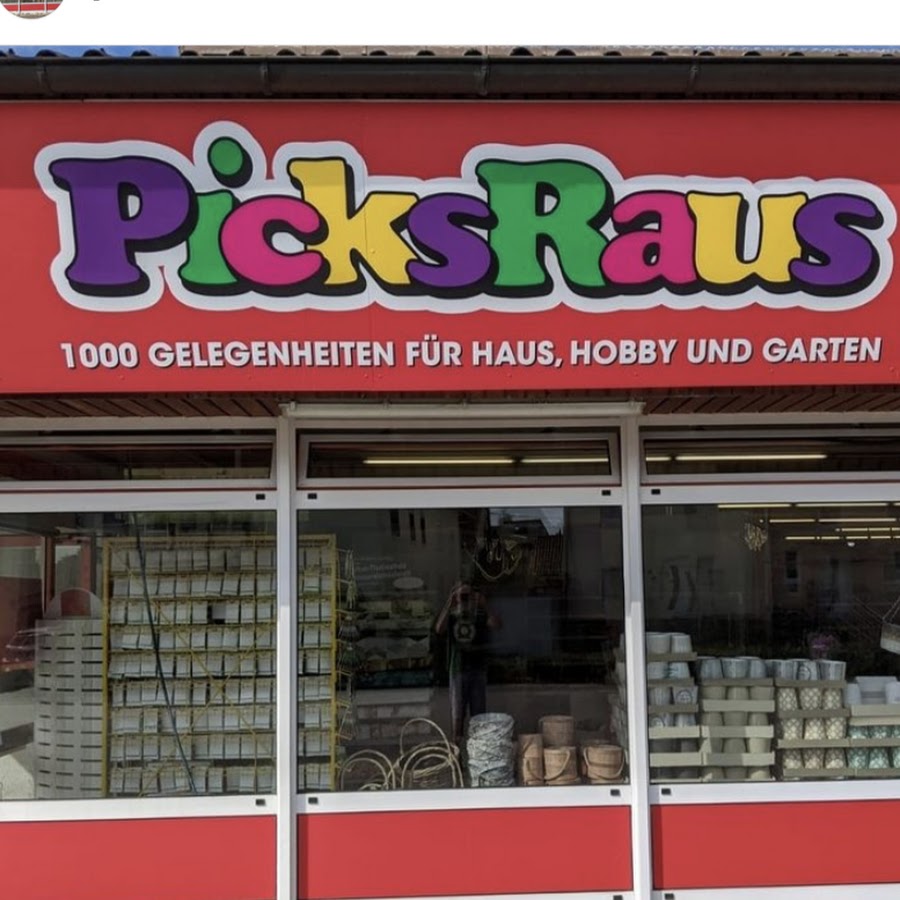 PicksRaus
1000 GELEGENHEITEN FÜR HAUS, HOBBY UND GARTEN